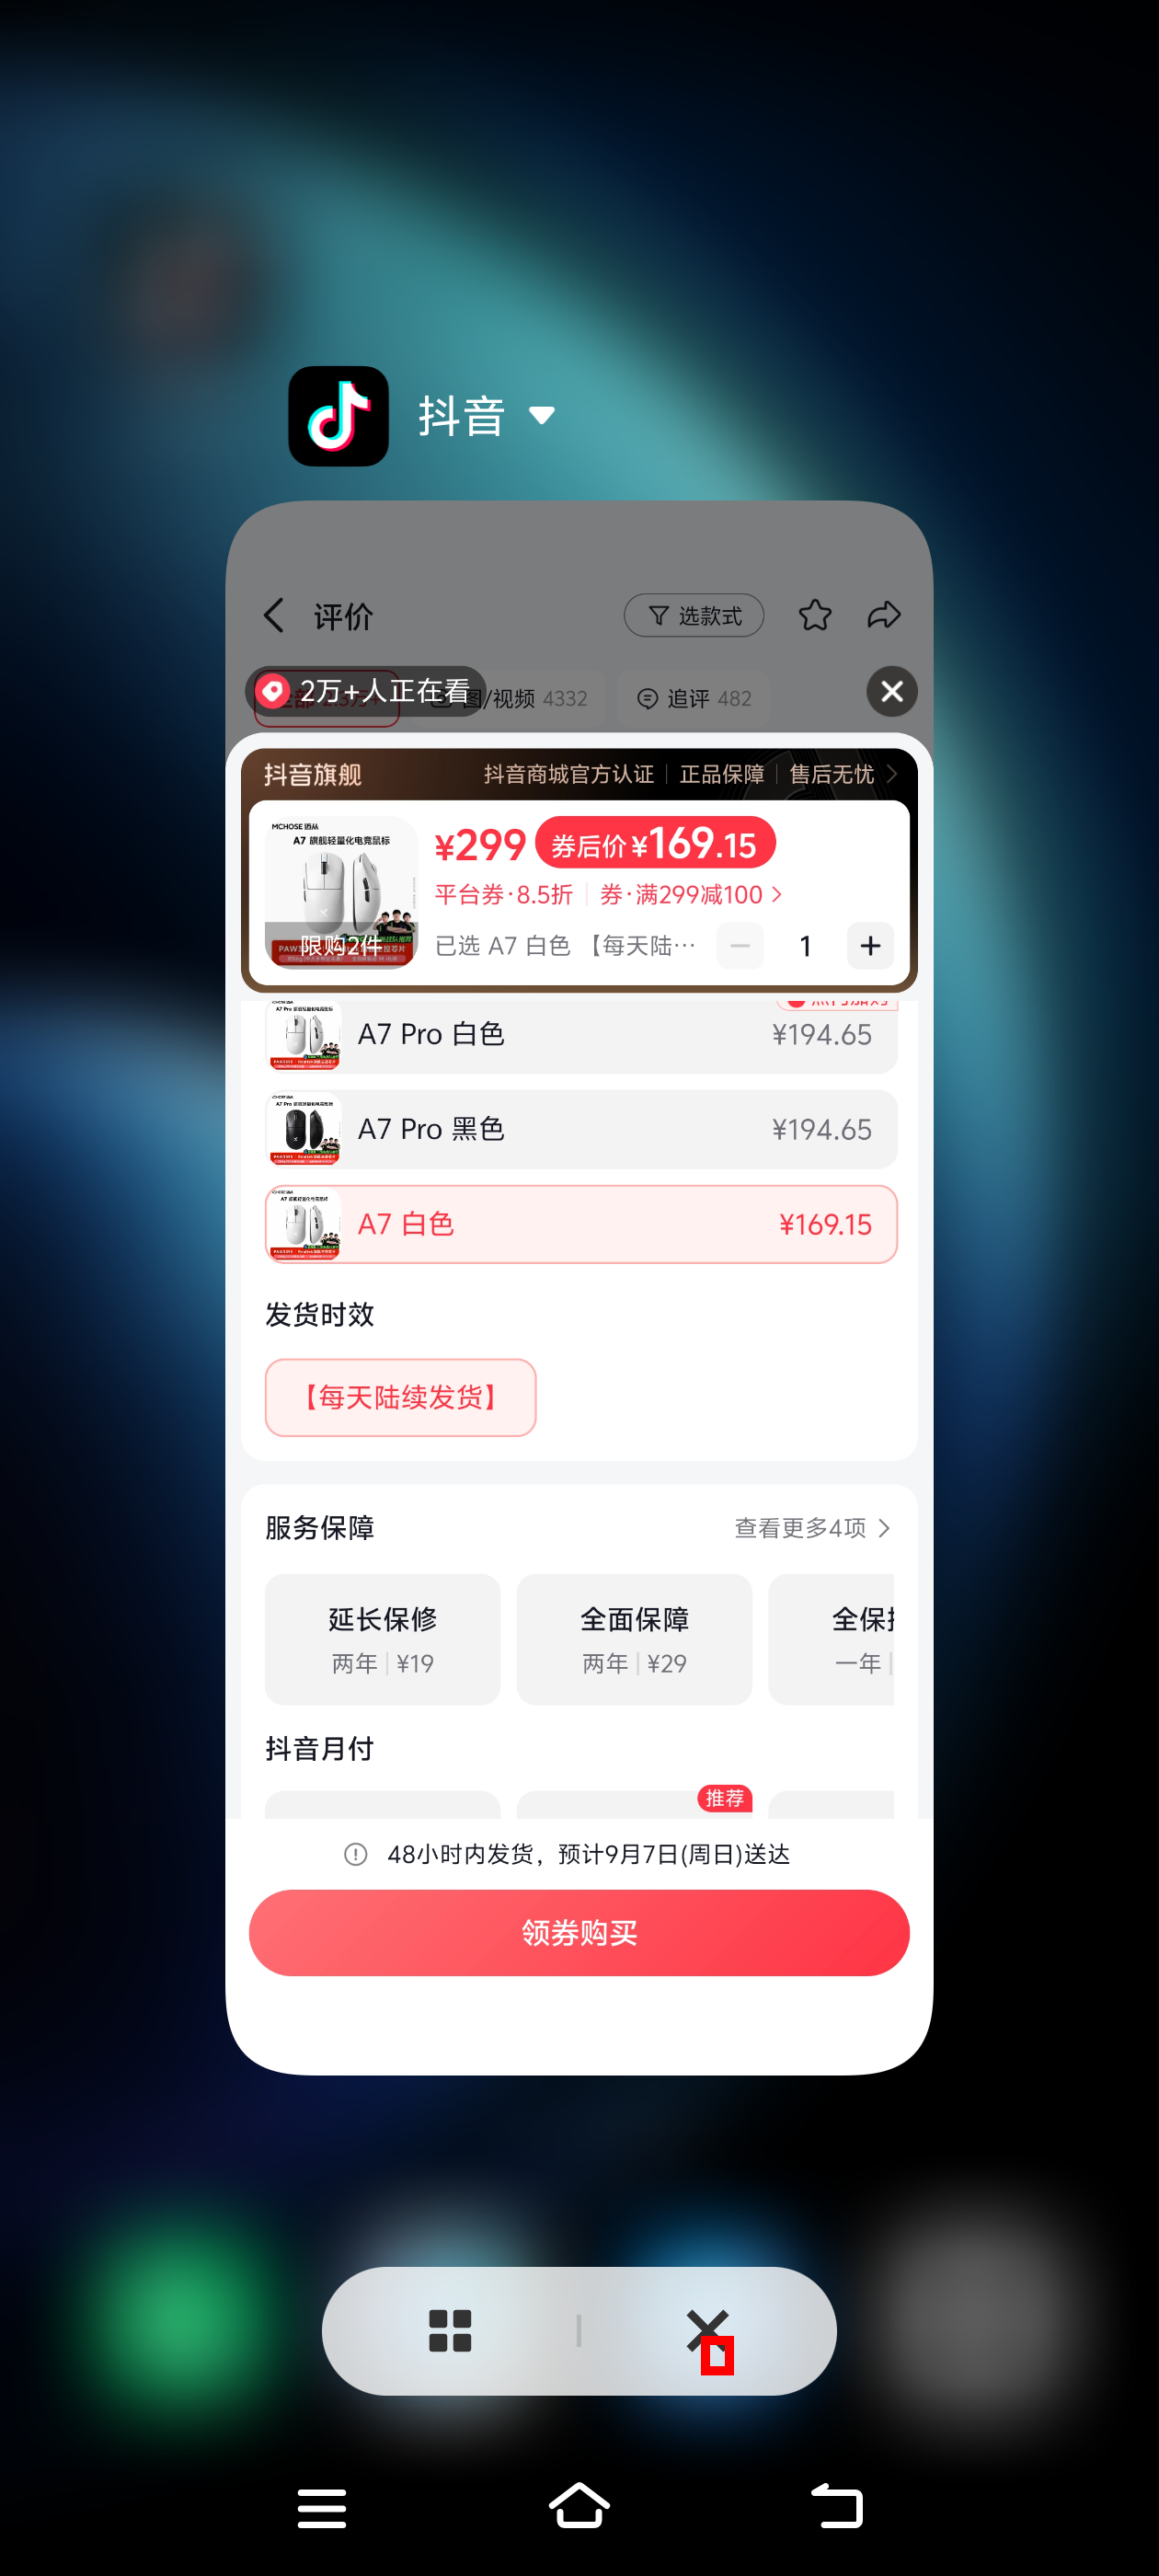 抖音
评价
选款式
2万+人正在看
图/视频 4332
追评 482
抖音旗舰
抖音商城官方认证 | 正品保障 | 售后无忧
MCHOSE 迈从
A7 旗舰轻量化电竞鼠标
限购2件
¥299
券后价 ¥169.15
平台券·8.5折 | 券·满299减100
已选 A7 白色 【每天陆···
1
A7 Pro 白色
¥194.65
A7 Pro 黑色
¥194.65
A7 白色
¥169.15
发货时效
【每天陆续发货】
服务保障
查看更多4项
延长保修
两年 | ¥19
全面保障
两年 | ¥29
全保
一年
抖音月付
推荐
48小时内发货，预计9月7日(周日)送达
领券购买